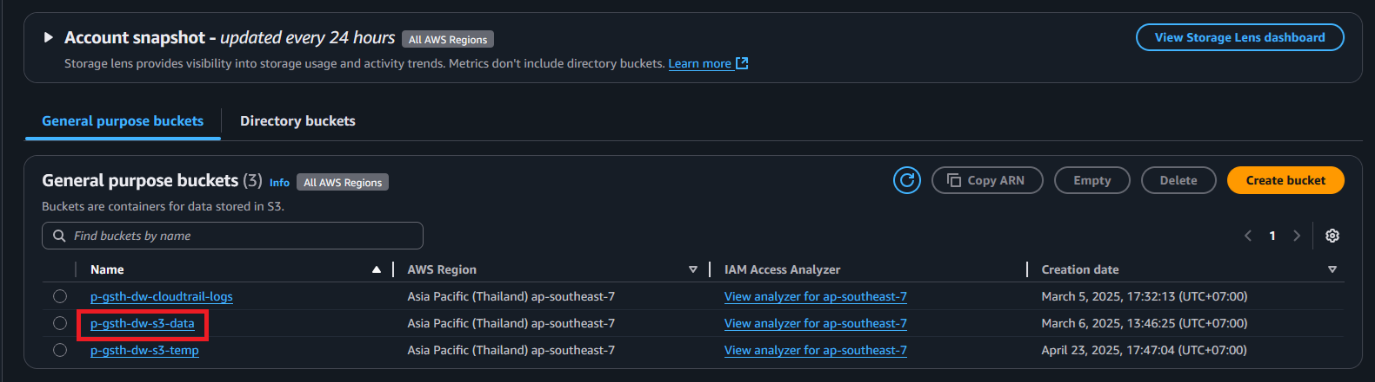 Account snapshot - updated every 24 hours All AWS Regions View Storage Lens dashboard
Storage lens provides visibility into storage usage and activity trends. Metrics don't include directory buckets. Learn more
General purpose buckets Directory buckets
General purpose buckets (3) Info All AWS Regions Copy ARN Empty Delete Create bucket
Buckets are containers for data stored in S3.
Find buckets by name 1
Name AWS Region IAM Access Analyzer Creation date
p-gsth-dw-cloudtrail-logs Asia Pacific (Thailand) ap-southeast-7 View analyzer for ap-southeast-7 March 5, 2025, 17:32:13 (UTC+07:00)
p-gsth-dw-s3-data Asia Pacific (Thailand) ap-southeast-7 View analyzer for ap-southeast-7 March 6, 2025, 13:46:25 (UTC+07:00)
p-gsth-dw-s3-temp Asia Pacific (Thailand) ap-southeast-7 View analyzer for ap-southeast-7 April 23, 2025, 17:47:04 (UTC+07:00)